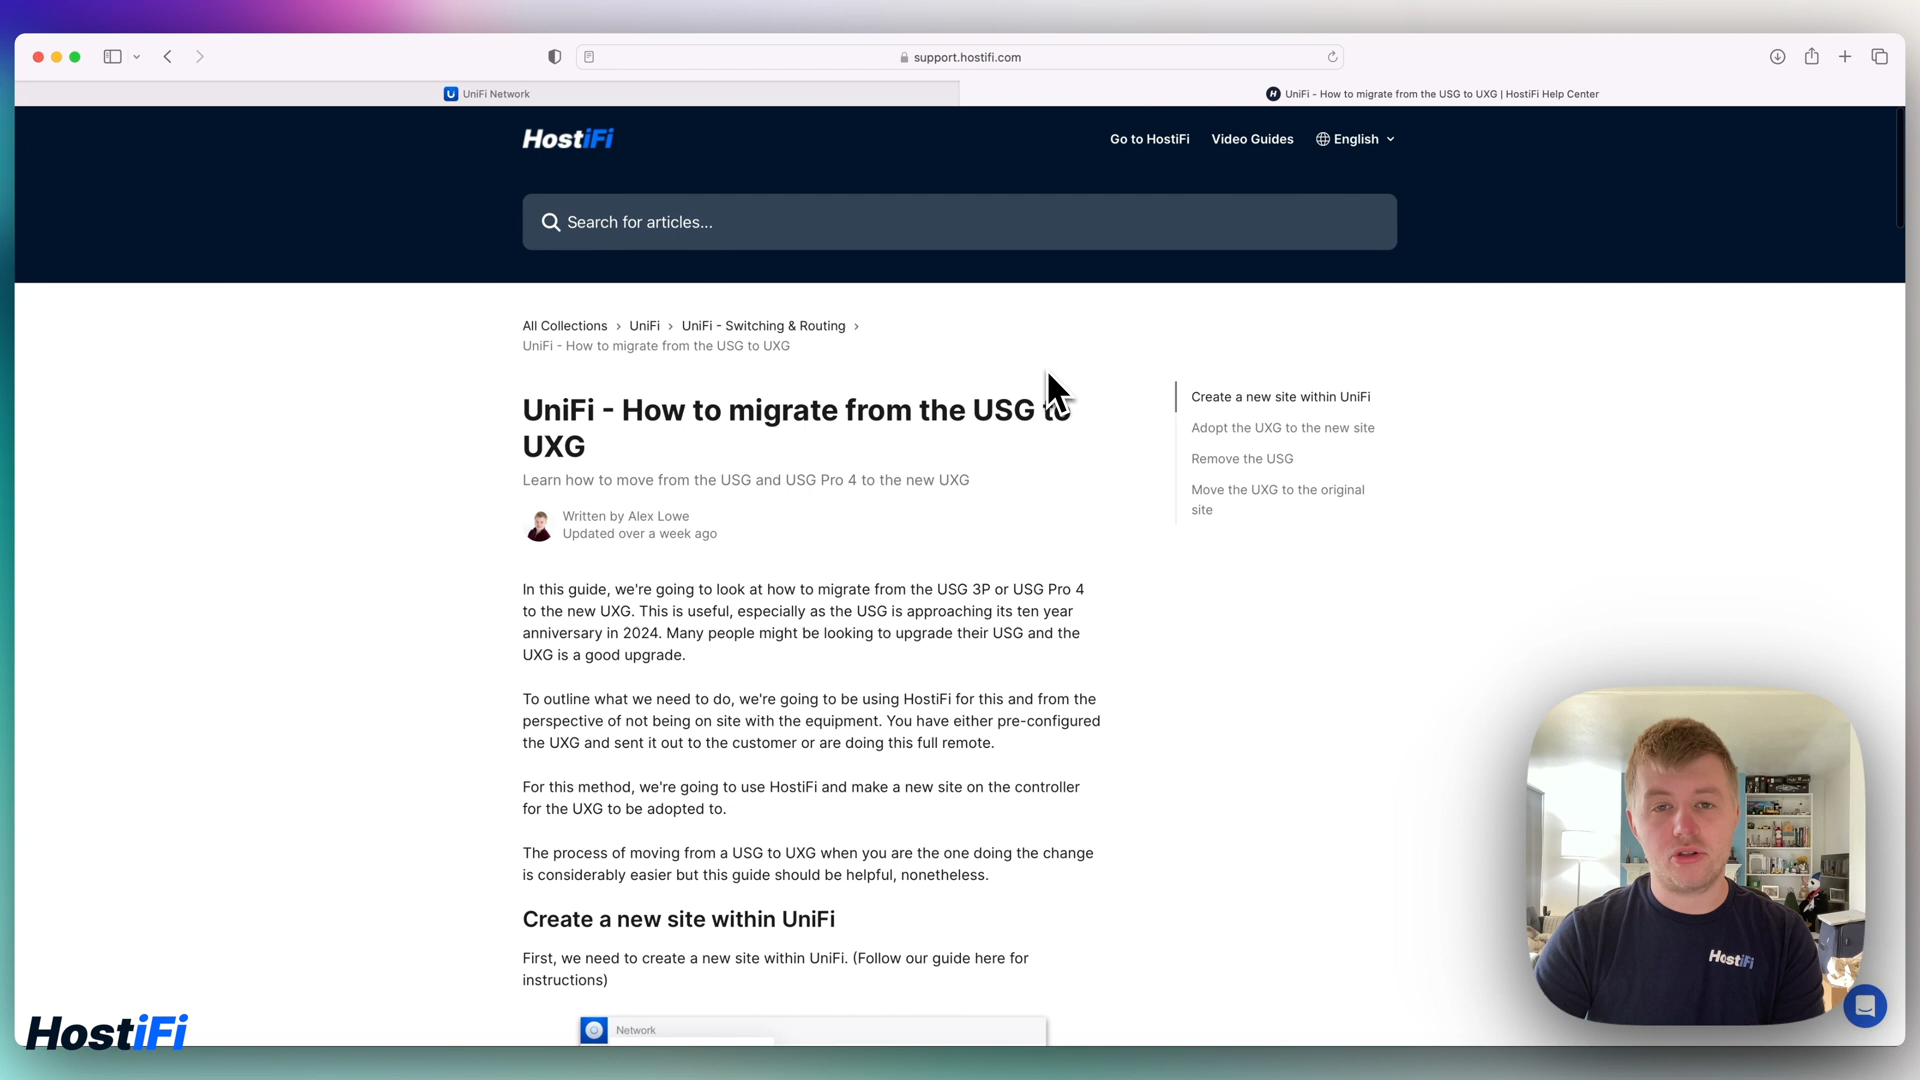 support.hostifi.com
UniFi Network
UniFi - How to migrate from the USG to UXG | HostiFi Help Center
HostiFi
Go to HostiFi
Video Guides
English
Search for articles...
All Collections > UniFi > UniFi - Switching & Routing >
UniFi - How to migrate from the USG to UXG
UniFi - How to migrate from the USG to
UXG
Learn how to move from the USG and USG Pro 4 to the new UXG
Written by Alex Lowe
Updated over a week ago
Create a new site within UniFi
Adopt the UXG to the new site
Remove the USG
Move the UXG to the original
site
In this guide, we're going to look at how to migrate from the USG 3P or USG Pro 4
to the new UXG. This is useful, especially as the USG is approaching its ten year
anniversary in 2024. Many people might be looking to upgrade their USG and the
UXG is a good upgrade.
To outline what we need to do, we're going to be using HostiFi for this and from the
perspective of not being on site with the equipment. You have either pre-configured
the UXG and sent it out to the customer or are doing this full remote.
For this method, we're going to use HostiFi and make a new site on the controller
for the UXG to be adopted to.
The process of moving from a USG to UXG when you are the one doing the change
is considerably easier but this guide should be helpful, nonetheless.
Create a new site within UniFi
First, we need to create a new site within UniFi. (Follow our guide here for
instructions)
Network
HostiFi
HostiFi